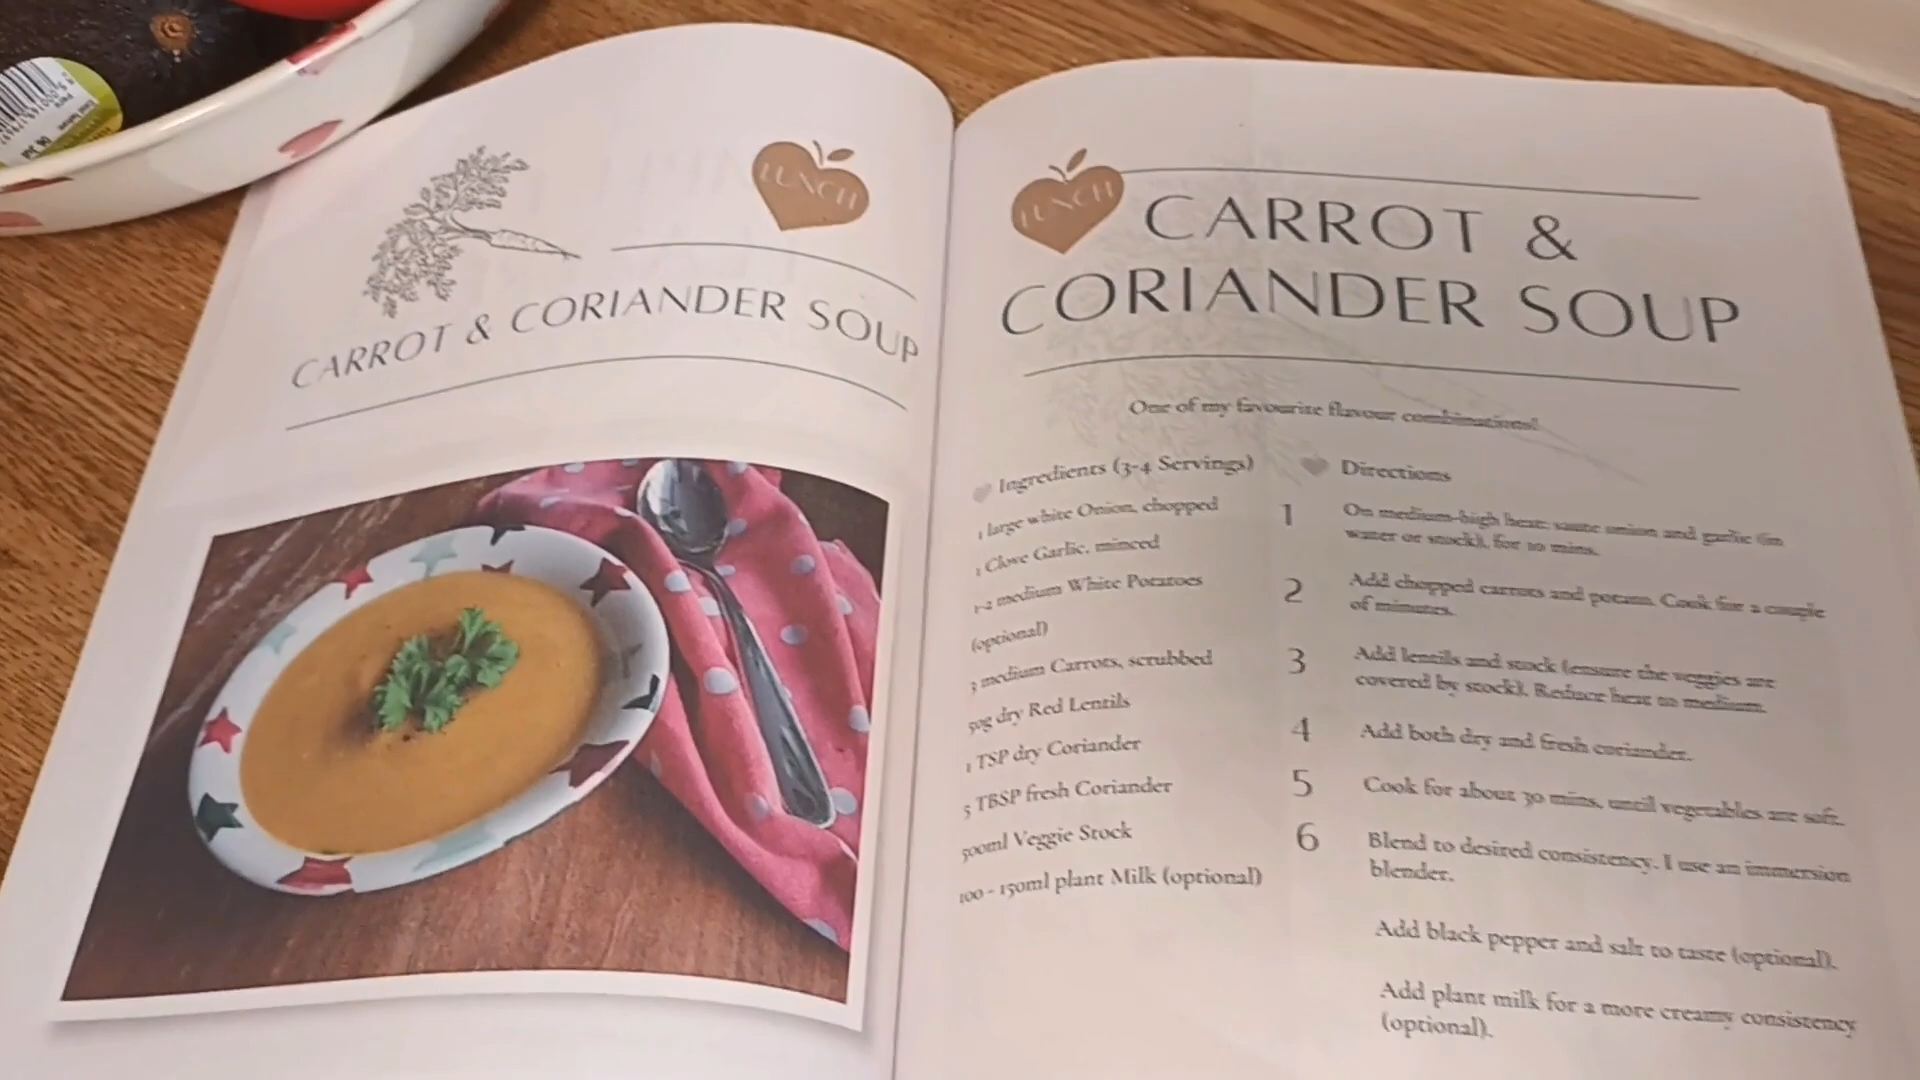 LUNCH
CARROT & CORIANDER SOUP
LUNCH
CARROT &
CORIANDER SOUP
One of my favourite flavour combinations!
Ingredients (3-4 Servings)
1 large white Onion, chopped
1 Clove Garlic, minced
1-2 medium White Potatoes
(optional)
3 medium Carrots, scrubbed
50g dry Red Lentils
1 TSP dry Coriander
5 TBSP fresh Coriander
500ml Veggie Stock
100 - 150ml plant Milk (optional)
Directions
1 On medium-high heat: saute onion and garlic (in
water or stock), for 10 mins.
2 Add chopped carrots and potato. Cook for a couple
of minutes.
3 Add lentils and stock (ensure the veggies are
covered by stock). Reduce heat to medium.
4 Add both dry and fresh coriander.
5 Cook for about 30 mins, until vegetables are soft.
6 Blend to desired consistency. I use an immersion
blender.
Add black pepper and salt to taste (optional).
Add plant milk for a more creamy consistency
(optional).